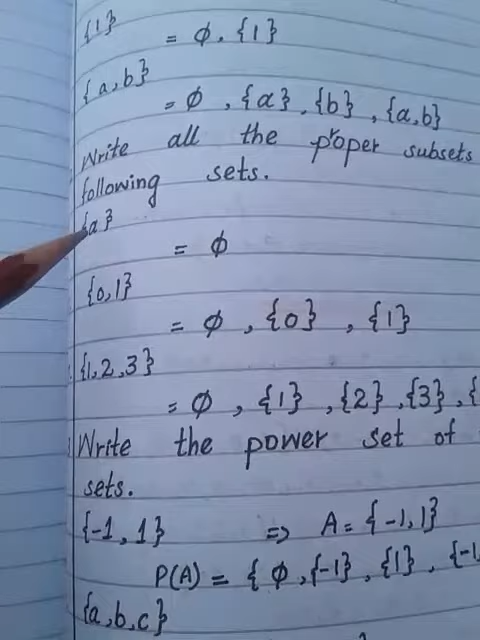 {1}
= ϕ, {1}
{a,b}
= ϕ, {a}, {b}, {a,b}
Write all the proper subsets
following sets.
{a}
= ϕ
{0,1}
= ϕ, {0}, {1}
{1,2,3}
= ϕ, {1}, {2}, {3}, {
Write the power set of
sets.
{-1, 1} => A = {-1, 1}
P(A) = { ϕ, {-1}, {1}, {-1
{a,b,c}